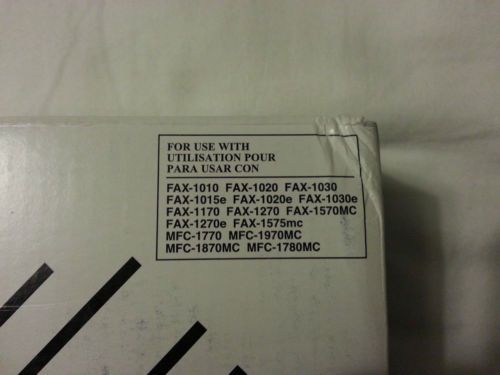 FOR USE WITH
UTILISATION POUR
PARA USAR CON
FAX-1010 FAX-1020 FAX-1030
FAX-1015e FAX-1020e FAX-1030e
FAX-1170 FAX-1270 FAX-1570MC
FAX-1270e FAX-1575mc
MFC-1770 MFC-1970MC
MFC-1870MC MFC-1780MC